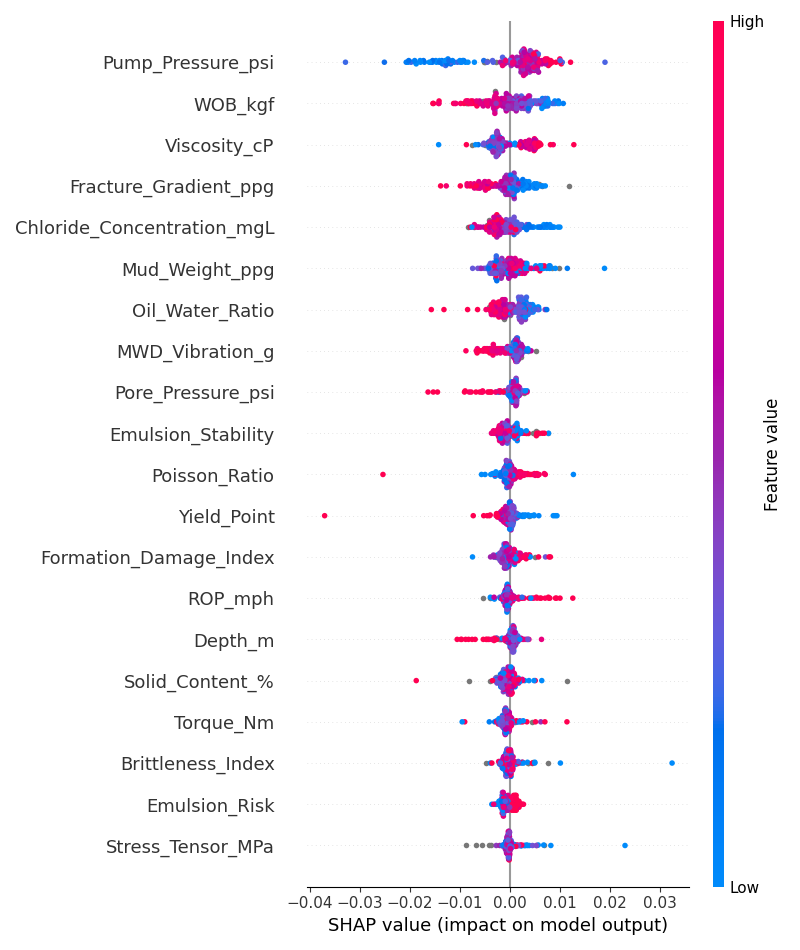 High
Pump_Pressure_psi
WOB_kgf
Viscosity_cP
Fracture_Gradient_ppg
Chloride_Concentration_mgL
Mud_Weight_ppg
Oil_Water_Ratio
MWD_Vibration_g
Pore_Pressure_psi
Emulsion_Stability
Poisson_Ratio
Yield_Point
Formation_Damage_Index
ROP_mph
Depth_m
Solid_Content_%
Torque_Nm
Brittleness_Index
Emulsion_Risk
Stress_Tensor_MPa
Feature value
Low
−0.04 −0.03 −0.02 −0.01 0.00 0.01 0.02 0.03
SHAP value (impact on model output)